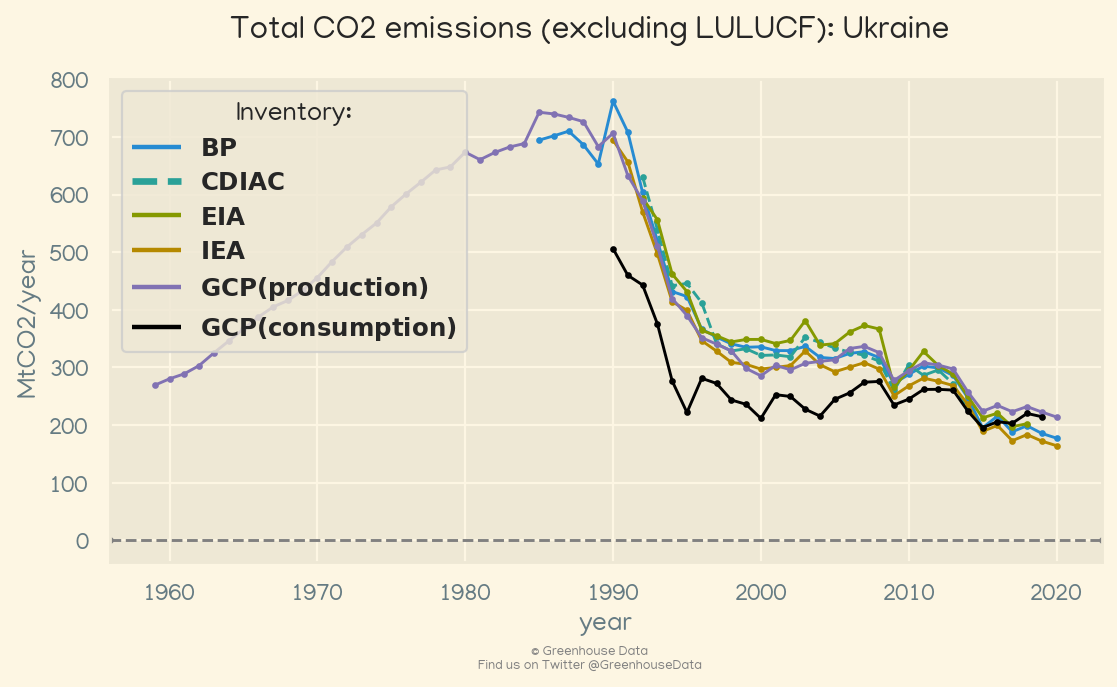 Total CO2 emissions (excluding LULUCF): Ukraine
MtCO2/year
800
700
600
500
400
300
200
100
0
Inventory:
BP
CDIAC
EIA
IEA
GCP(production)
GCP(consumption)
1960 1970 1980 1990 2000 2010 2020
year
© Greenhouse Data
Find us on Twitter @GreenhouseData